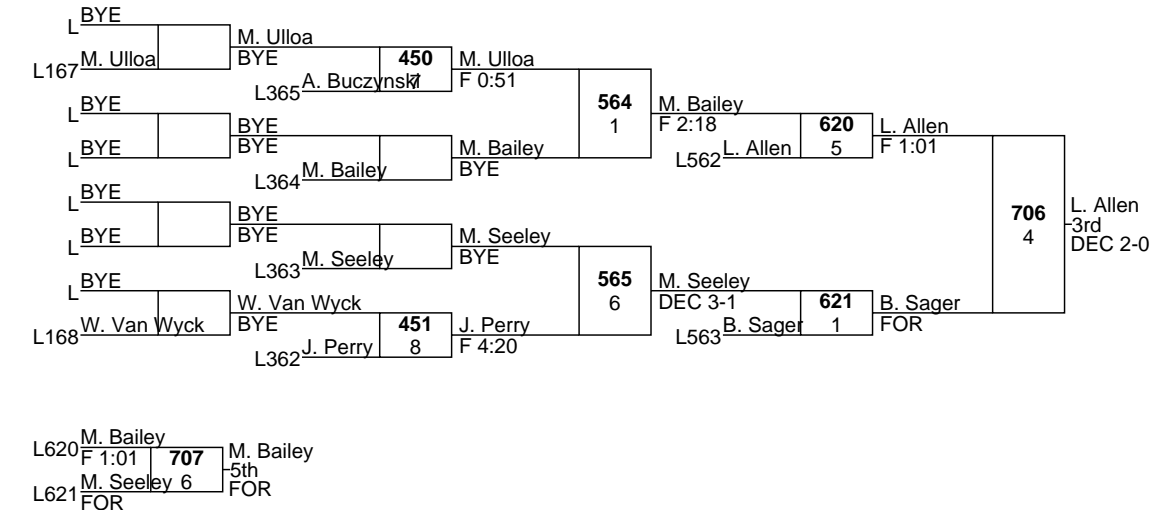 L BYE
L167 M. Ulloa
M. Ulloa
BYE
L365 A. Buczynski
450
7
M. Ulloa
F 0:51
L BYE
L BYE
BYE
BYE
L364 M. Bailey
M. Bailey
BYE
564
1
M. Bailey
F 2:18
L562 L. Allen
620
5
L. Allen
F 1:01
L BYE
L BYE
BYE
BYE
L363 M. Seeley
M. Seeley
BYE
L BYE
L168 W. Van Wyck
W. Van Wyck
BYE
L362 J. Perry
451
8
J. Perry
F 4:20
565
6
M. Seeley
DEC 3-1
L563 B. Sager
621
1
B. Sager
FOR
706
4
L. Allen
3rd
DEC 2-0
L620 M. Bailey
F 1:01
L621 M. Seeley
FOR
707
6
M. Bailey
5th
FOR